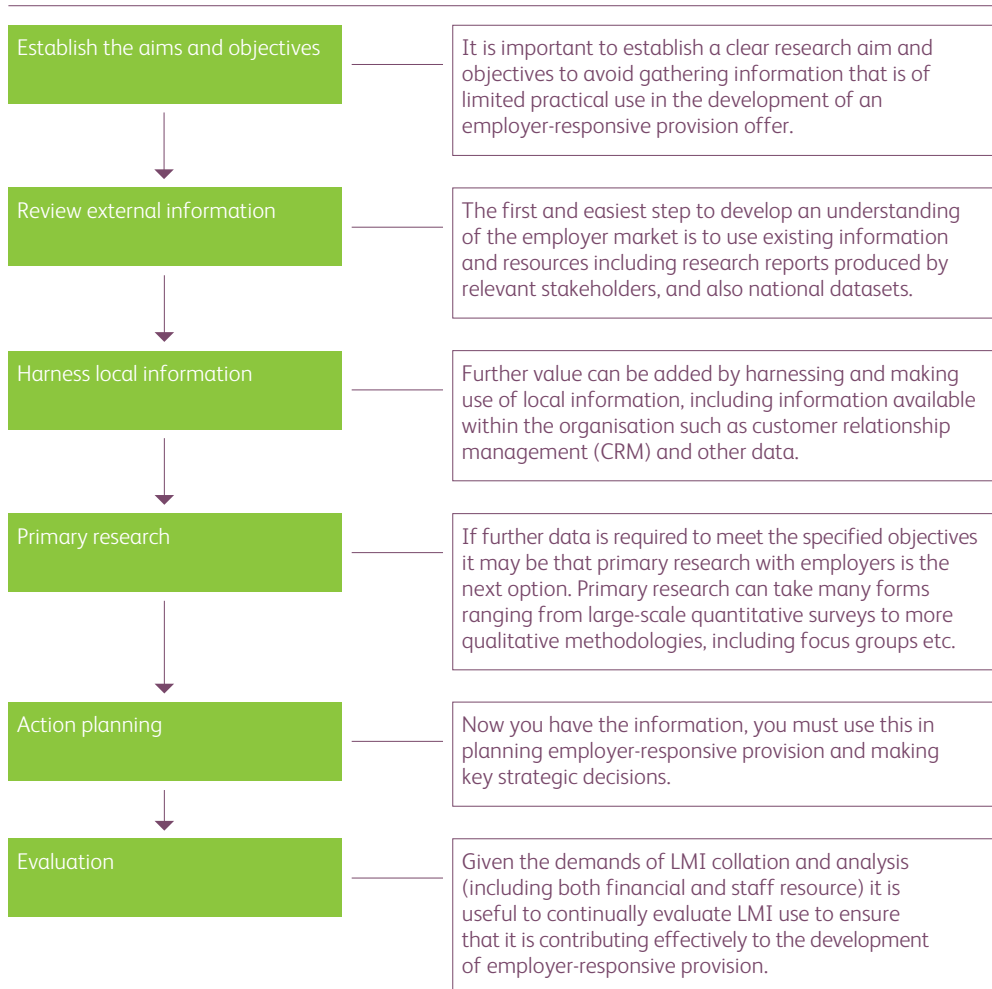 Establish the aims and objectives
It is important to establish a clear research aim and
objectives to avoid gathering information that is of
limited practical use in the development of an
employer-responsive provision offer.
Review external information
The first and easiest step to develop an understanding
of the employer market is to use existing information
and resources including research reports produced by
relevant stakeholders, and also national datasets.
Harness local information
Further value can be added by harnessing and making
use of local information, including information available
within the organisation such as customer relationship
management (CRM) and other data.
Primary research
If further data is required to meet the specified objectives
it may be that primary research with employers is the
next option. Primary research can take many forms
ranging from large-scale quantitative surveys to more
qualitative methodologies, including focus groups etc.
Action planning
Now you have the information, you must use this in
planning employer-responsive provision and making
key strategic decisions.
Evaluation
Given the demands of LMI collation and analysis
(including both financial and staff resource) it is
useful to continually evaluate LMI use to ensure
that it is contributing effectively to the development
of employer-responsive provision.